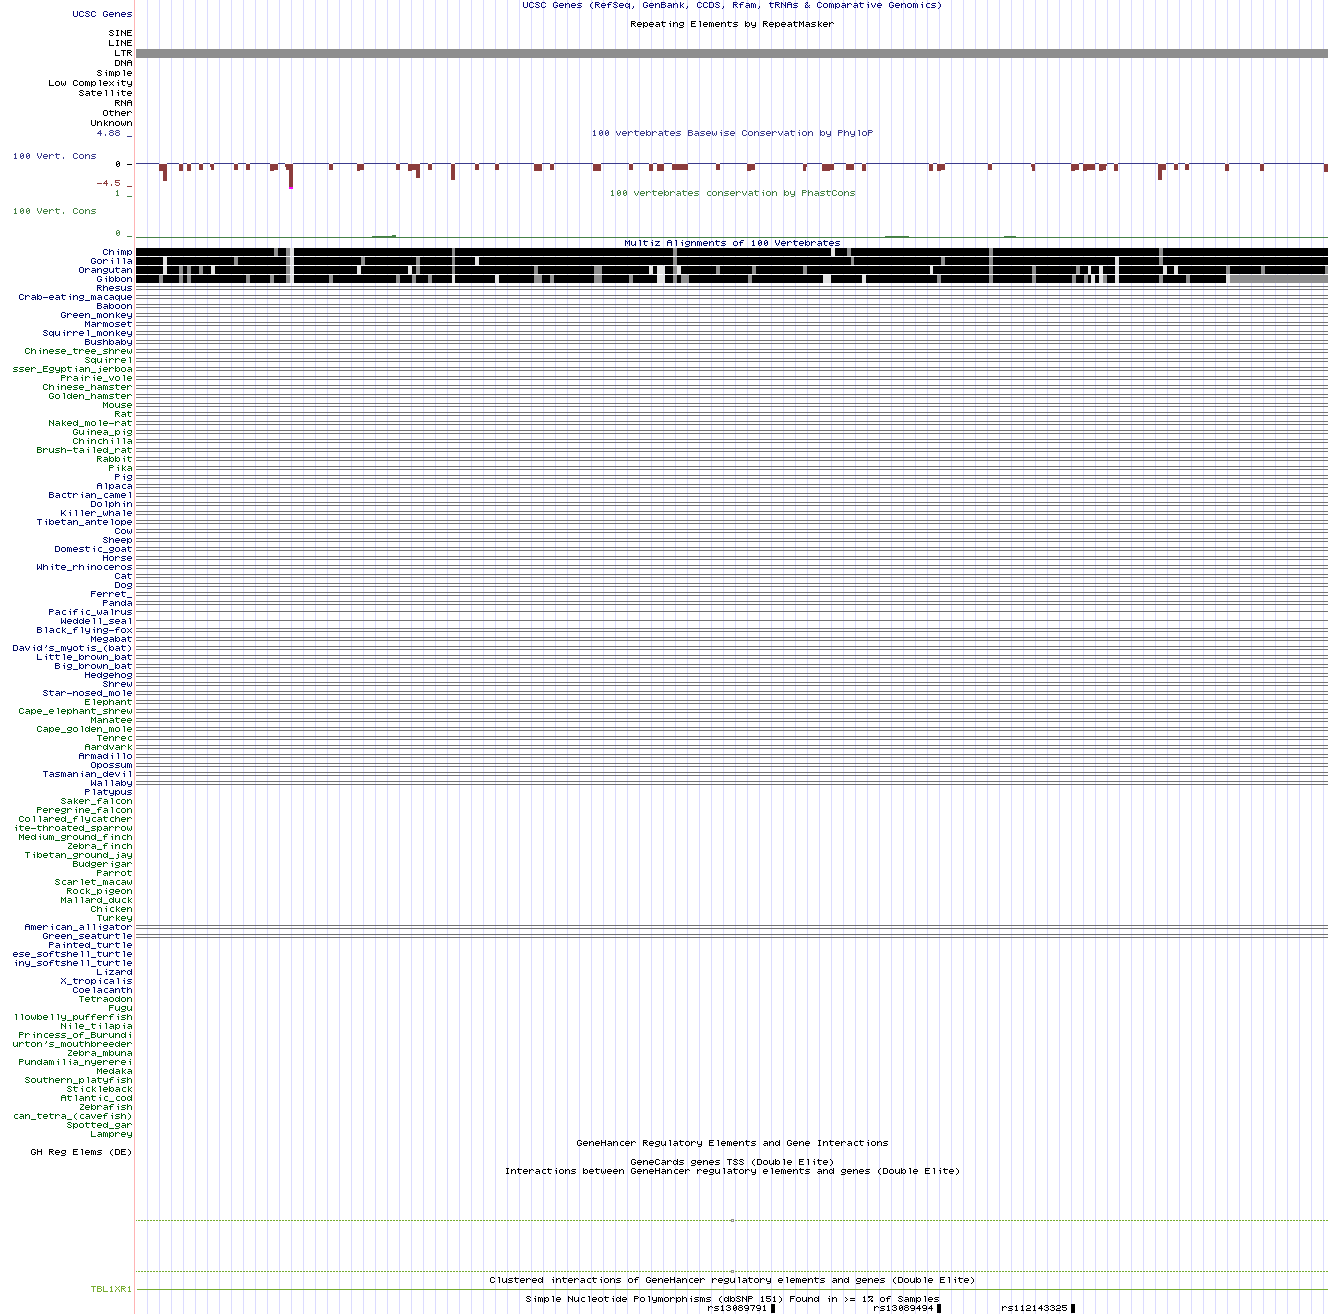 UCSC Genes (RefSeq, GenBank, CCDS, Rfam, tRNAs & Comparative Genomics)
UCSC Genes
Repeating Elements by RepeatMasker
SINE
LINE
LTR
DNA
Simple
Low Complexity
Satellite
RNA
Other
Unknown
4.88 _
100 vertebrates Basewise Conservation by PhyloP
100 Vert. Cons
0 -
-4.5 _
1 _
100 vertebrates conservation by PhastCons
100 Vert. Cons
0 _
Multiz Alignments of 100 Vertebrates
Chimp
Gorilla
Orangutan
Gibbon
Rhesus
Crab-eating_macaque
Baboon
Green_monkey
Marmoset
Squirrel_monkey
Bushbaby
Chinese_tree_shrew
Squirrel
sser_Egyptian_jerboa
Prairie_vole
Chinese_hamster
Golden_hamster
Mouse
Rat
Naked_mole-rat
Guinea_pig
Chinchilla
Brush-tailed_rat
Rabbit
Pika
Pig
Alpaca
Bactrian_camel
Dolphin
Killer_whale
Tibetan_antelope
Cow
Sheep
Domestic_goat
Horse
White_rhinoceros
Cat
Dog
Ferret_
Panda
Pacific_walrus
Weddell_seal
Black_flying-fox
Megabat
David's_myotis_(bat)
Little_brown_bat
Big_brown_bat
Hedgehog
Shrew
Star-nosed_mole
Elephant
Cape_elephant_shrew
Manatee
Cape_golden_mole
Tenrec
Aardvark
Armadillo
Opossum
Tasmanian_devil
Wallaby
Platypus
Saker_falcon
Peregrine_falcon
Collared_flycatcher
ite-throated_sparrow
Medium_ground_finch
Zebra_finch
Tibetan_ground_jay
Budgerigar
Parrot
Scarlet_macaw
Rock_pigeon
Mallard_duck
Chicken
Turkey
American_alligator
Green_seaturtle
Painted_turtle
ese_softshell_turtle
iny_softshell_turtle
Lizard
X_tropicalis
Coelacanth
Tetraodon
Fugu
llowbelly_pufferfish
Nile_tilapia
Princess_of_Burundi
urton's_mouthbreeder
Zebra_mbuna
Pundamilia_nyererei
Medaka
Southern_platyfish
Stickleback
Atlantic_cod
Zebrafish
can_tetra_(cavefish)
Spotted_gar
Lamprey
GeneHancer Regulatory Elements and Gene Interactions
GH Reg Elems (DE)
GeneCards genes TSS (Double Elite)
Interactions between GeneHancer regulatory elements and genes (Double Elite)
Clustered interactions of GeneHancer regulatory elements and genes (Double Elite)
TBL1XR1
Simple Nucleotide Polymorphisms (dbSNP 151) Found in >= 1% of Samples
rs13089791 rs13089494 rs112143325